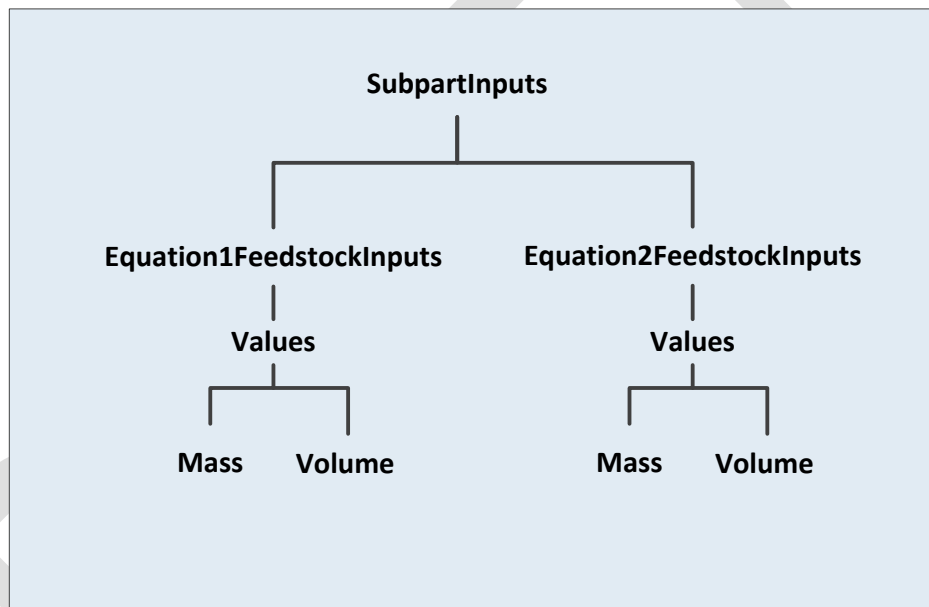 SubpartInputs
Equation1FeedstockInputs Equation2FeedstockInputs
Values Values
Mass Volume Mass Volume